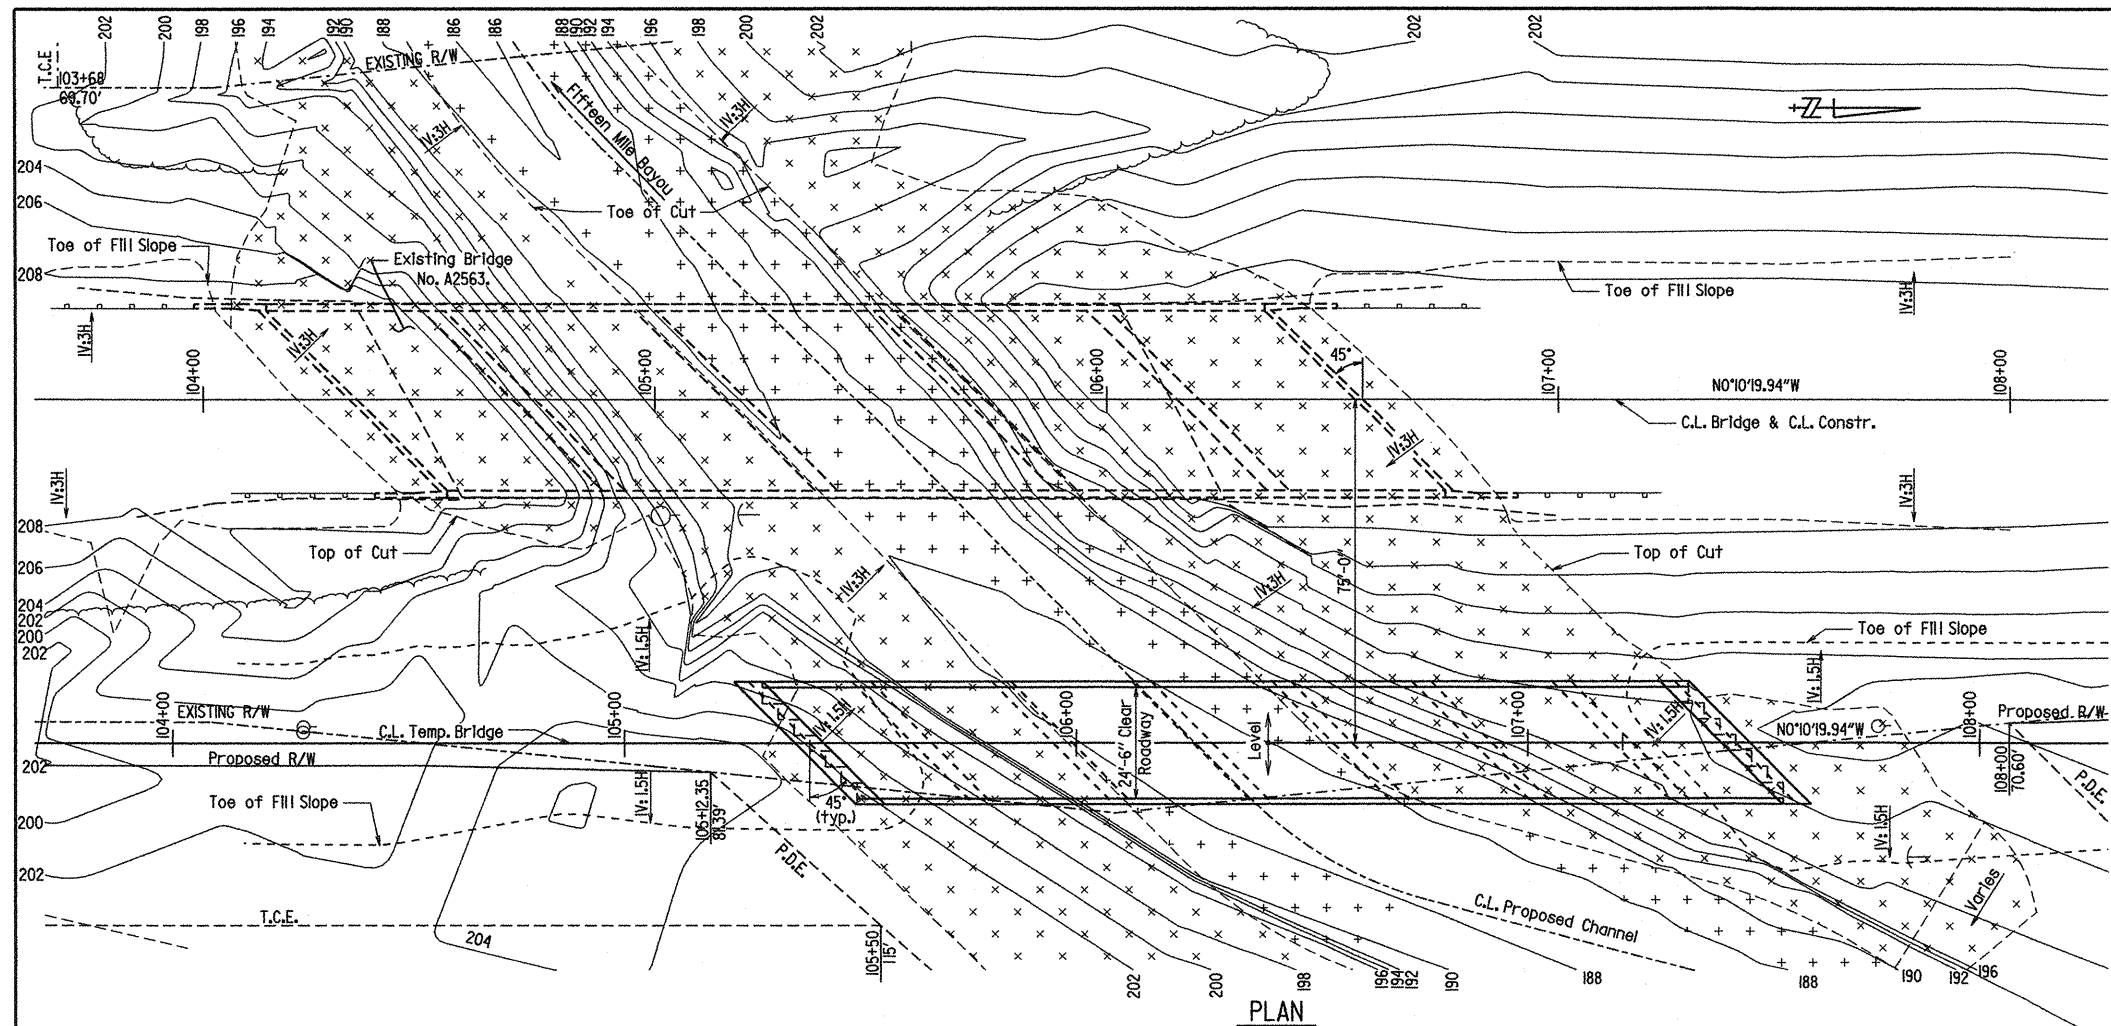 202
200
198
196
194
192
190
188
186
188
190
192
194
196
198
200
202
202
202
T.C.E.
103+68
69.70'
EXISTING R/W
Fifteen Mile Bayou
1V:3H
1V:3H
204
206
Toe of Cut
Toe of Fill Slope
Existing Bridge
No. A2563.
208
Toe of Fill Slope
1V:3H
1V:3H
1V:3H
45°
104+00
105+00
106+00
107+00
108+00
N0°10'19.94"W
C.L. Bridge & C.L. Constr.
1V:3H
1V:3H
1V:3H
208
Top of Cut
Top of Cut
206
1V:3H
1V:3H
75'-0"
204
202
200
202
1V:1.5H
Toe of Fill Slope
1V:1.5H
EXISTING R/W
104+00
105+00
106+00
107+00
108+00
C.L. Temp. Bridge
1V:1.5H
24'-6" Clear
Roadway
Level
1V:1.5H
N0°10'19.94"W
Proposed R/W
Proposed R/W
202
Toe of Fill Slope
1V:1.5H
105+12.35
81.39'
45°
(typ.)
108+00
70.60'
P.D.E.
200
P.D.E.
1V:1.5H
202
Varies
T.C.E.
C.L. Proposed Channel
204
105+50
115'
202
200
198
196
194
192
190
188
188
190
192
196
PLAN